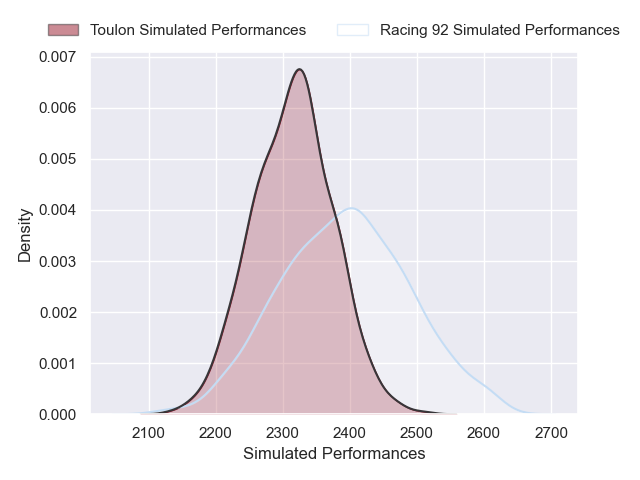 Toulon Simulated Performances
Racing 92 Simulated Performances
0.007
0.006
0.005
0.004
0.003
0.002
0.001
0.000
Density
2100 2200 2300 2400 2500 2600 2700
Simulated Performances